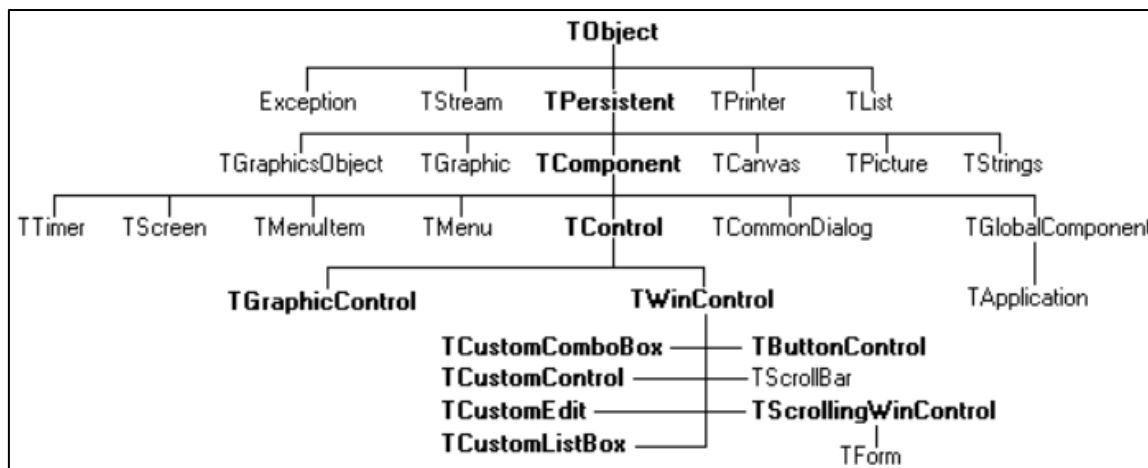 TObject
Exception TStream TPersistent TPrinter TList
TGraphicsObject TGraphic TComponent TCanvas TPicture TStrings
TTimer TScreen TMenuItem TMenu TControl TCommonDialog TGlobalComponent
TGraphicControl TWinControl TApplication
TCustomComboBox TButtonControl
TCustomControl TScrollBar
TCustomEdit TScrollingWinControl
TCustomListBox
TForm